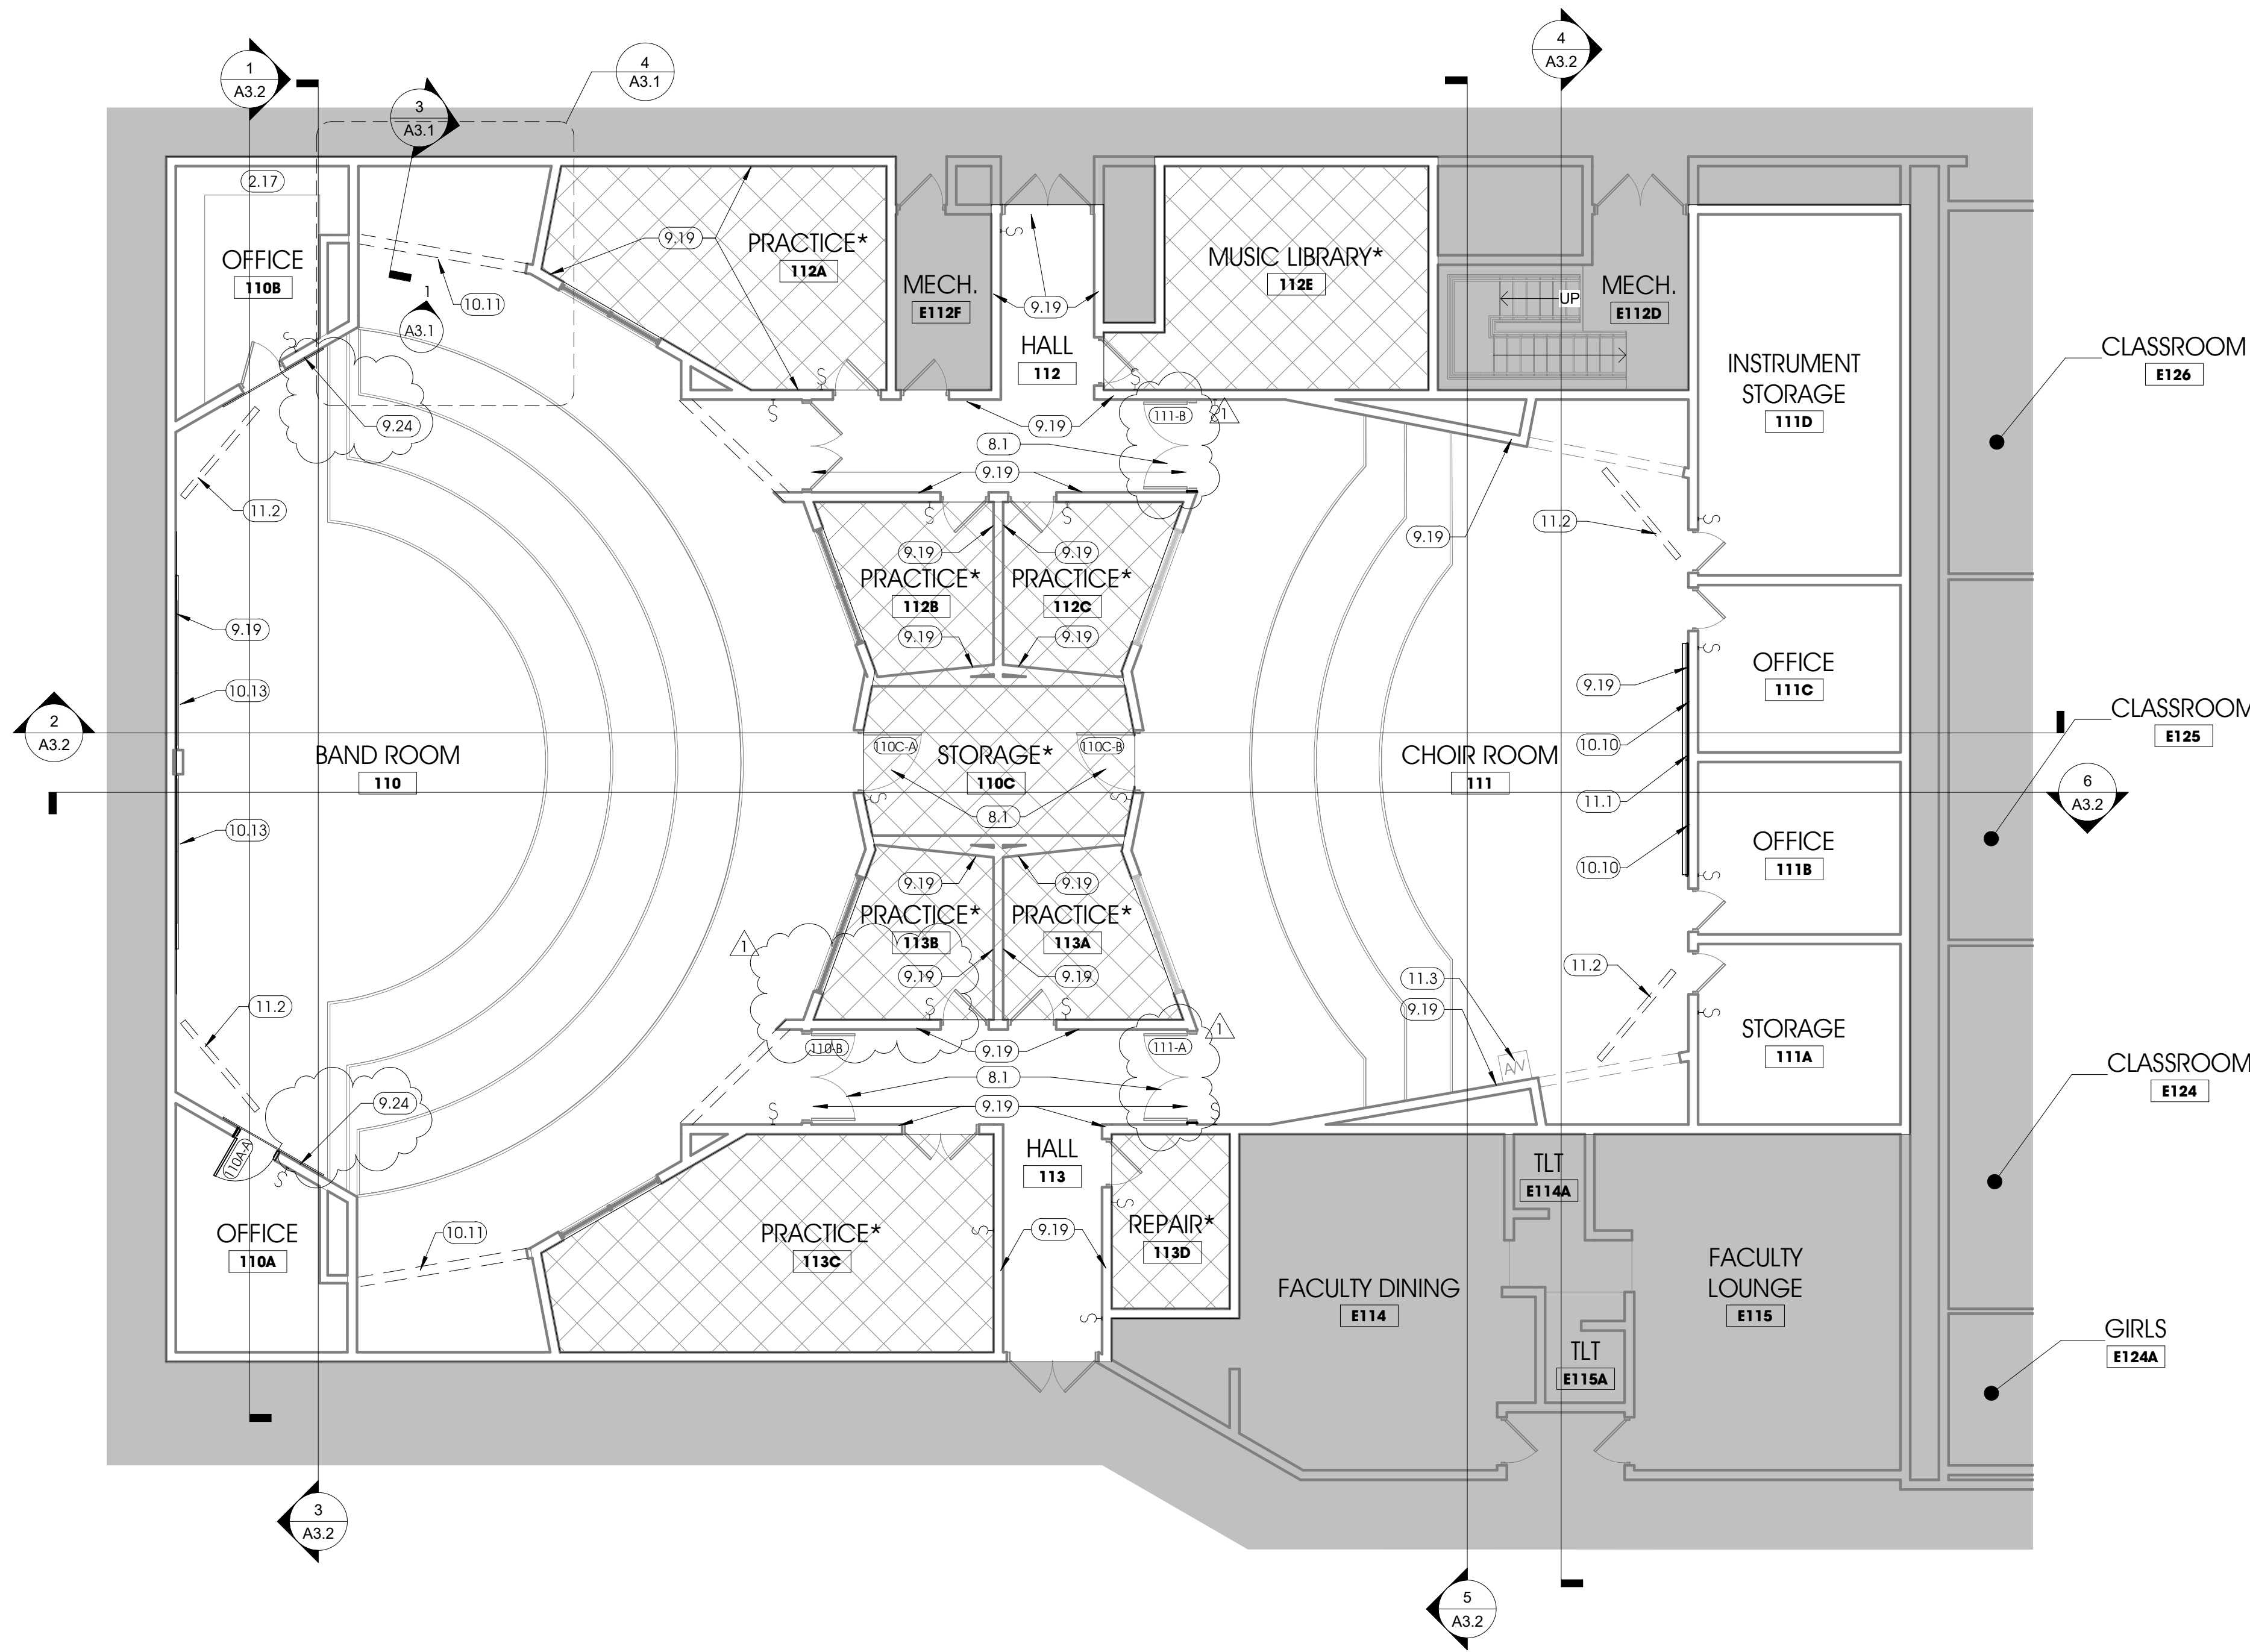 1
A3.2
3
A3.1
4
A3.1
4
A3.2
2.17
OFFICE
110B
9.19
PRACTICE*
112A
10.11
1
A3.1
MECH.
E112F
9.19
HALL
112
MUSIC LIBRARY*
112E
UP
MECH.
E112D
INSTRUMENT
STORAGE
111D
CLASSROOM
E126
9.24
9.19
111-B
1
8.1
9.19
11.2
9.19
11.2
9.19
9.19
PRACTICE*
112B
PRACTICE*
112C
9.19
9.19
9.19
10.13
9.19
OFFICE
111C
CLASSROOM
E125
2
A3.2
BAND ROOM
110
110C-A
STORAGE*
110C
110C-B
8.1
CHOIR ROOM
111
10.10
11.1
10.10
6
A3.2
10.13
OFFICE
111B
9.19
9.19
PRACTICE*
113B
PRACTICE*
113A
1
9.19
9.19
11.3
11.2
9.19
11.2
110-B
9.19
111-A
1
8.1
9.19
AV
STORAGE
111A
CLASSROOM
E124
9.24
110A-A
HALL
113
TLT
E114A
OFFICE
110A
10.11
PRACTICE*
113C
9.19
REPAIR*
113D
FACULTY DINING
E114
FACULTY
LOUNGE
E115
TLT
E115A
GIRLS
E124A
3
A3.2
5
A3.2